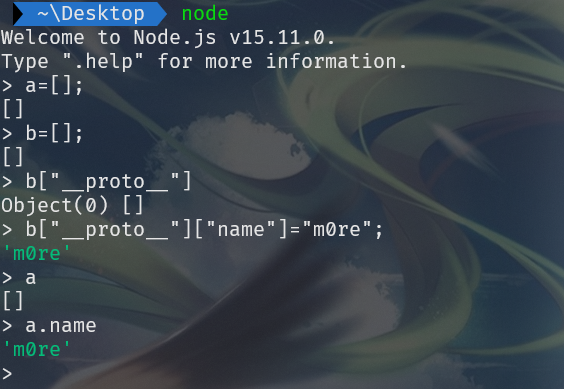 ~\Desktop node
Welcome to Node.js v15.11.0.
Type ".help" for more information.
> a=[];
[]
> b=[];
[]
> b["__proto__"]
Object(0) []
> b["__proto__"]["name"]="m0re";
'm0re'
> a
[]
> a.name
'm0re'
>